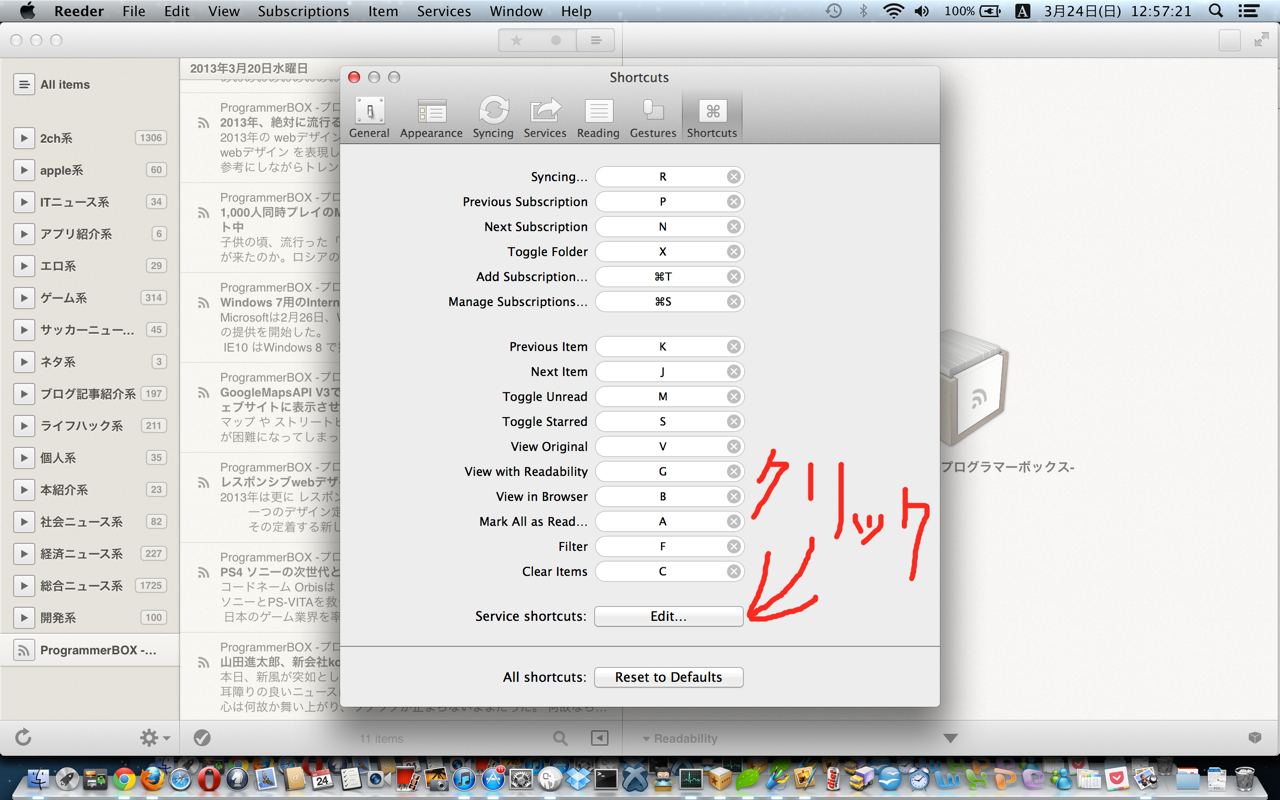 Reeder File Edit View Subscriptions Item Services Window Help 100% A 3月24日(日) 12:57:21
All items
2ch系 1306
apple系 60
ITニュース系 34
アプリ紹介系 6
エロ系 29
ゲーム系 314
サッカーニュー... 45
ネタ系 3
ブログ記事紹介系 197
ライフハック系 211
個人系 35
本紹介系 23
社会ニュース系 82
経済ニュース系 227
総合ニュース系 1725
開発系 100
ProgrammerBOX -...
2013年3月20日水曜日
ProgrammerBOX -プロ
2013年、絶対に流行る
2013年の webデザイン
webデザイン を表現し
参考にしながらトレン
ProgrammerBOX -プロ
1,000人同時プレイのM
ト中
子供の頃、流行った「
が来たのか。ロシアの
ProgrammerBOX -プロ
Windows 7用のIntern
Microsoftは2月26日、W
の提供を開始した。
IE10 はWindows 8 で
ProgrammerBOX -プロ
GoogleMapsAPI V3で
ェブサイトに表示させ
マップ や ストリートビ
が困難になってしまっ
ProgrammerBOX -プロ
レスポンシブwebデザ
2013年は更に レスポン
一つのデザイン定
その定着する新し
ProgrammerBOX -プロ
PS4 ソニーの次世代と
コードネーム Orbisは
ソニーとPS-VITAを救
日本のゲーム業界を率
ProgrammerBOX -プロ
山田進太郎、新会社ko
本日、新風が突如とし
耳障りの良いニュース
心は何故か舞い上がり、
11 items
Shortcuts
General Appearance Syncing Services Reading Gestures Shortcuts
Syncing... R
Previous Subscription P
Next Subscription N
Toggle Folder X
Add Subscription... ⌘T
Manage Subscriptions... ⌘S
Previous Item K
Next Item J
Toggle Unread M
Toggle Starred S
View Original V
View with Readability G
View in Browser B
Mark All as Read... A
Filter F
Clear Items C
Service shortcuts: Edit...
All shortcuts: Reset to Defaults
クリック
プログラマーボックス-
Readability